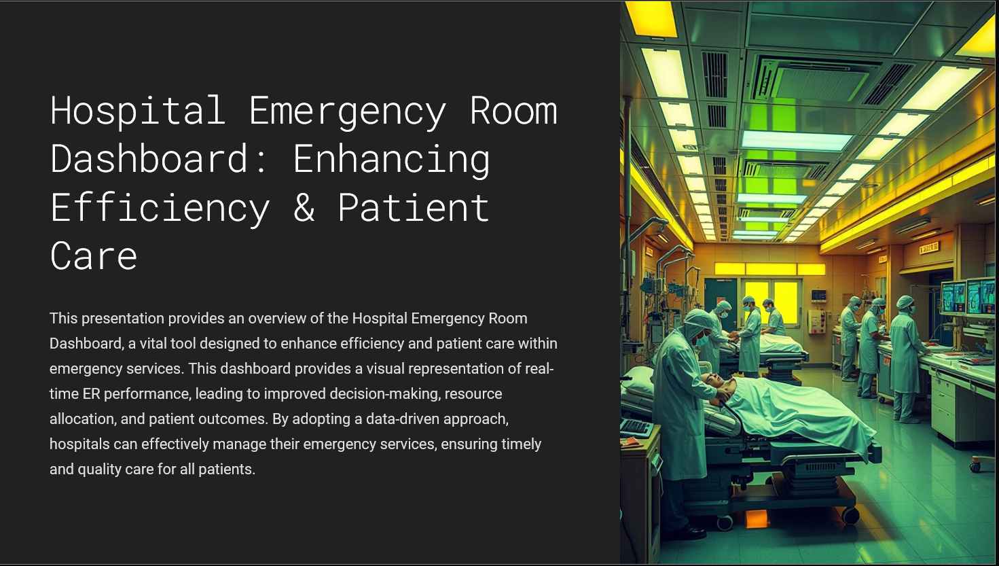 Hospital Emergency Room
Dashboard: Enhancing
Efficiency & Patient
Care
This presentation provides an overview of the Hospital Emergency Room
Dashboard, a vital tool designed to enhance efficiency and patient care within
emergency services. This dashboard provides a visual representation of real-
time ER performance, leading to improved decision-making, resource
allocation, and patient outcomes. By adopting a data-driven approach,
hospitals can effectively manage their emergency services, ensuring timely
and quality care for all patients.